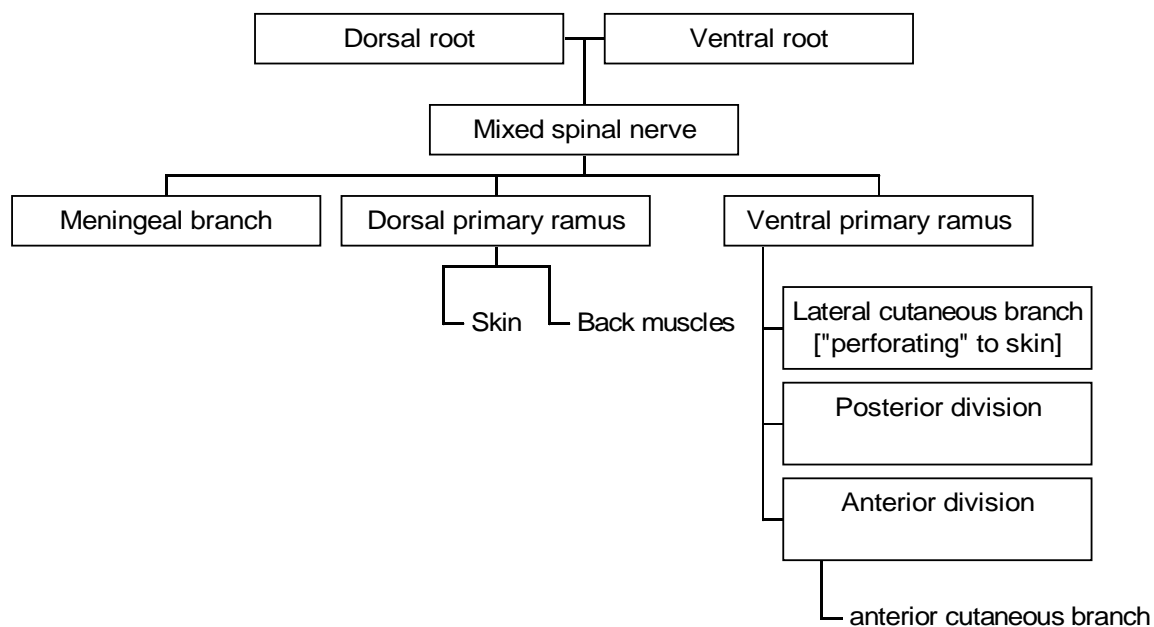 Dorsal root
Ventral root
Mixed spinal nerve
Meningeal branch
Dorsal primary ramus
Ventral primary ramus
Skin
Back muscles
Lateral cutaneous branch
["perforating" to skin]
Posterior division
Anterior division
anterior cutaneous branch